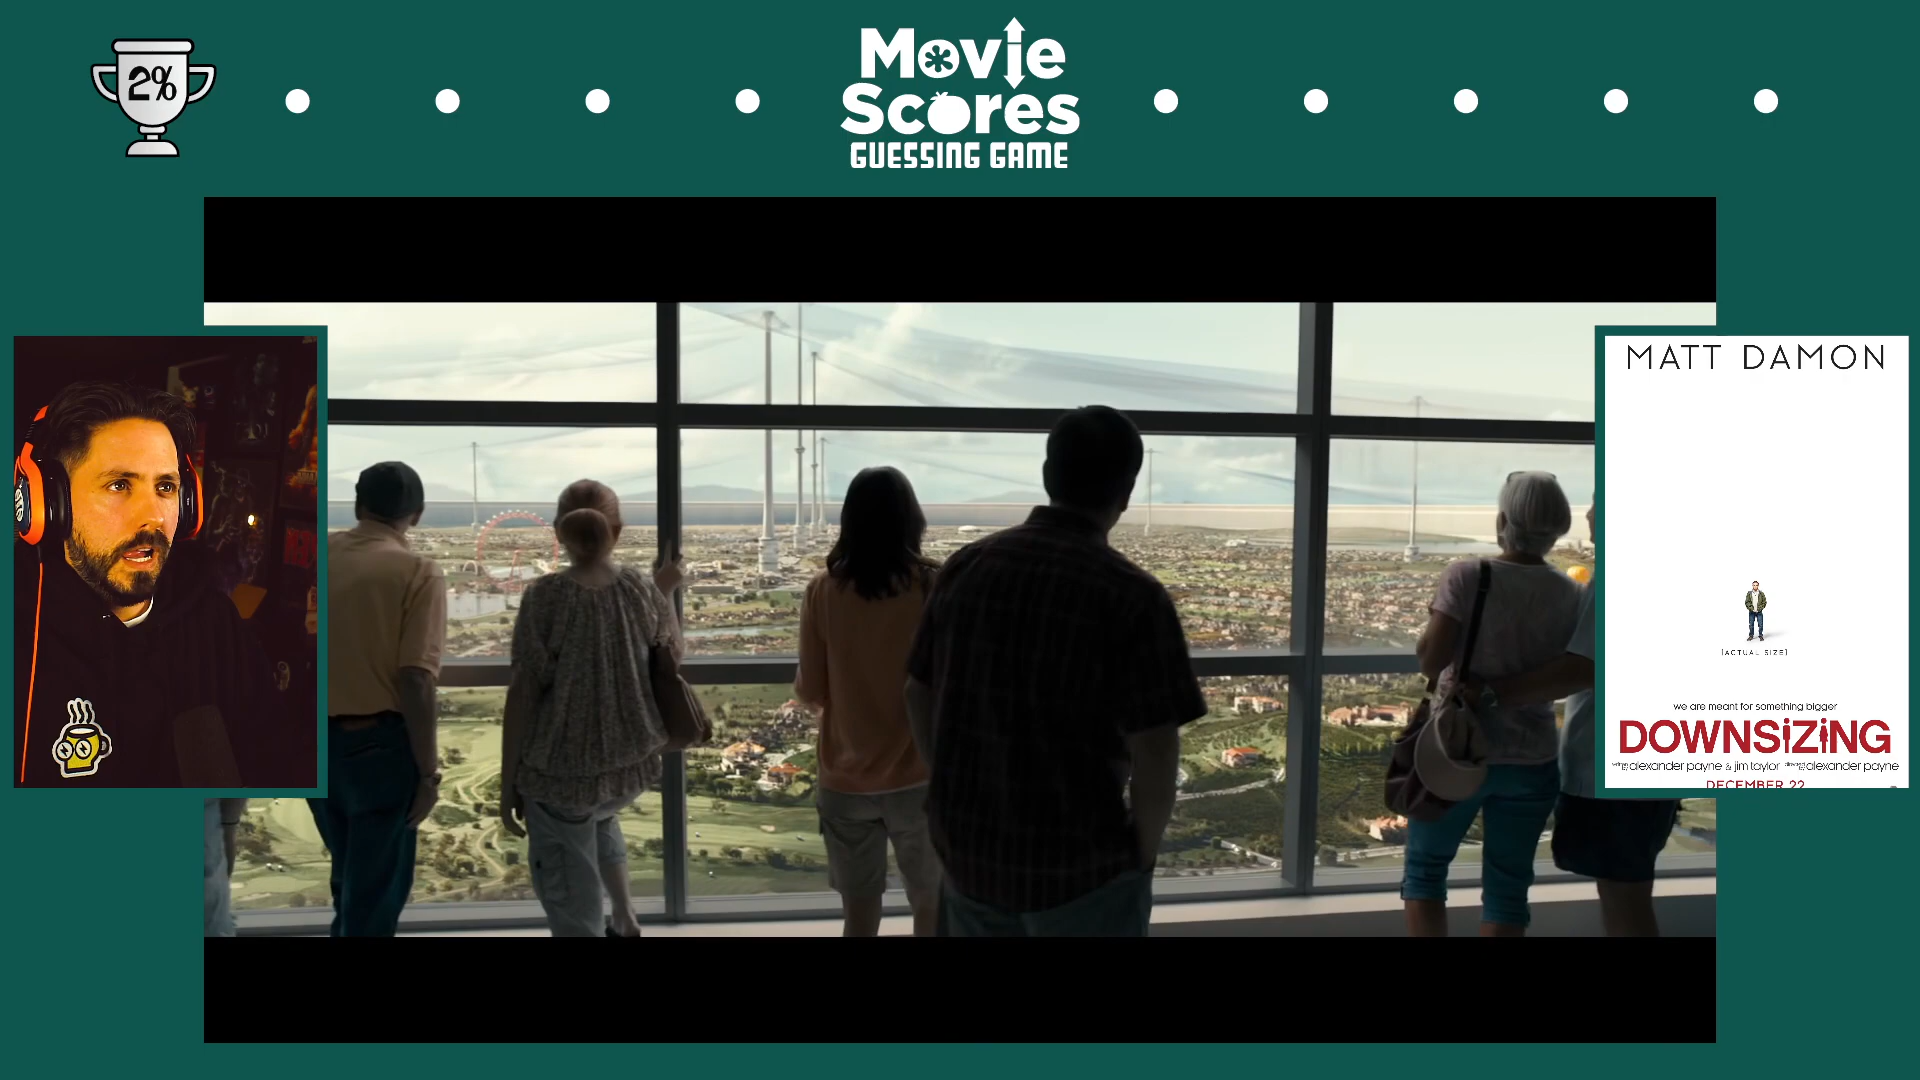 2%
Movie
Scores
GUESSING GAME
MATT DAMON
[ACTUAL SIZE]
we are meant for something bigger
DOWNSiZiNG
alexander payne & jim taylor alexander payne
DECEMBER 22